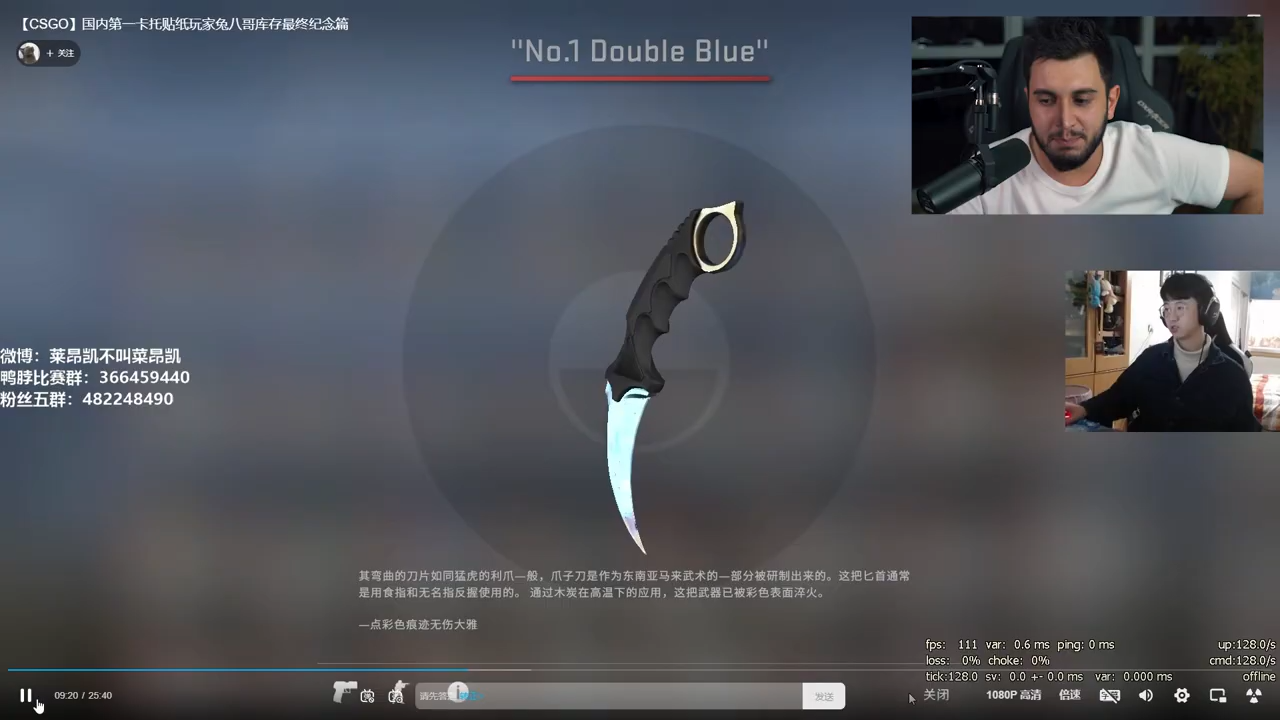 【CSGO】国内第一卡托贴纸玩家兔八哥库存最终纪念篇
+ 关注
"No.1 Double Blue"
微博：莱昂凯不叫菜昂凯
鸭脖比赛群：366459440
粉丝五群：482248490
其弯曲的刀片如同猛虎的利爪一般，爪子刀是作为东南亚马来武术的一部分被研制出来的。这把匕首通常
是用食指和无名指反握使用的。 通过木炭在高温下的应用，这把武器已被彩色表面淬火。
一点彩色痕迹无伤大雅
fps: 111 var: 0.6 ms ping: 0 ms up:128.0/s
loss: 0% choke: 0% cmd:128.0/s
tick:128.0 sv: 0.0 +- 0.0 ms var: 0.000 ms offline
09:20 / 25:40
请先答
发送
关闭
1080P 高清
倍速